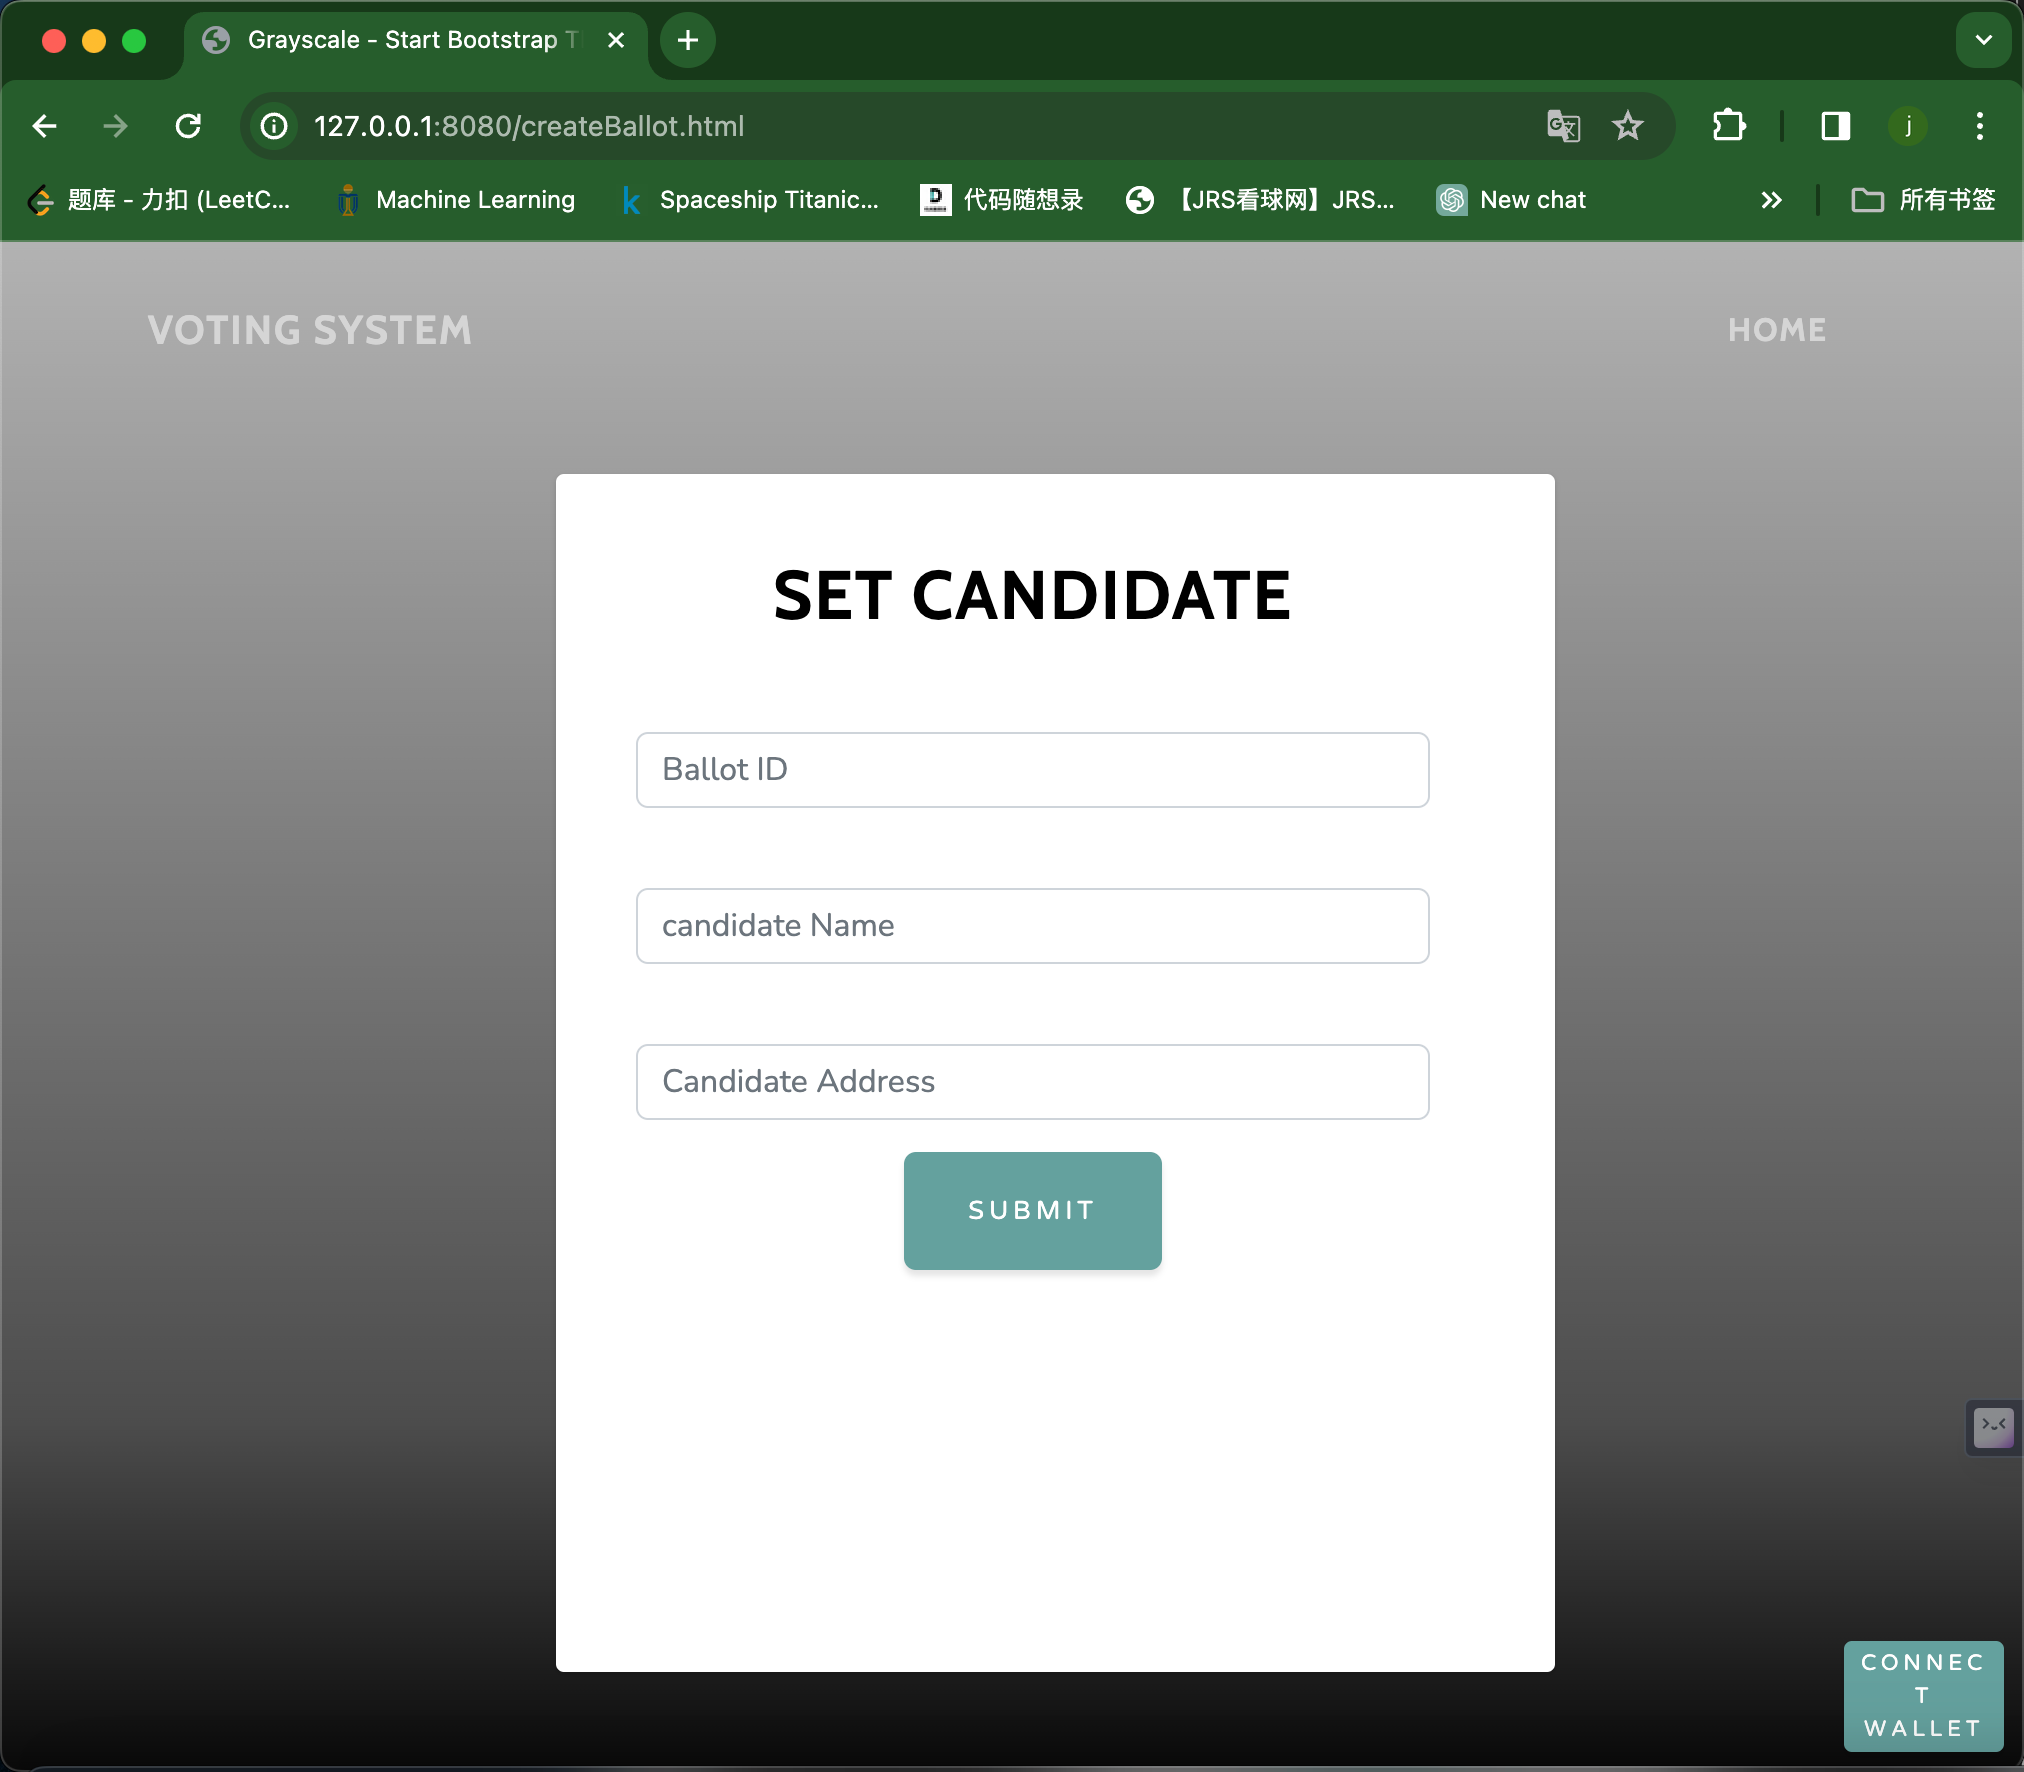 Grayscale - Start Bootstrap T
127.0.0.1:8080/createBallot.html
j
题库 - 力扣 (LeetC...
Machine Learning
Spaceship Titanic...
代码随想录
【JRS看球网】JRS...
New chat
所有书签
VOTING SYSTEM
HOME
SET CANDIDATE
Ballot ID
candidate Name
Candidate Address
SUBMIT
CONNEC
T
WALLET